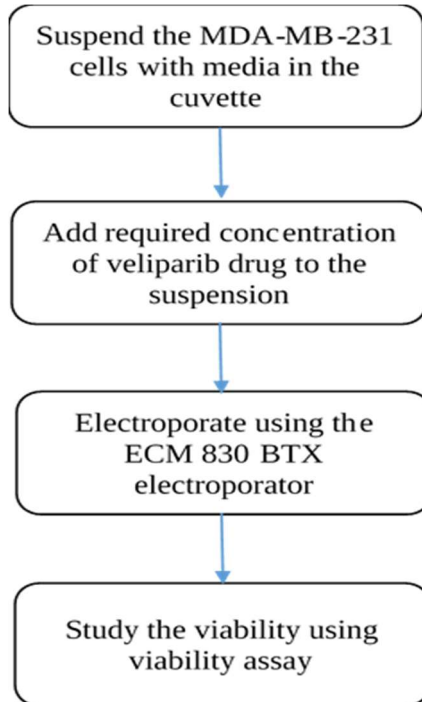 Suspend the MDA-MB-231
cells with media in the
cuvette
Add required concentration
of veliparib drug to the
suspension
Electroporate using the
ECM 830 BTX
electroporator
Study the viability using
viability assay